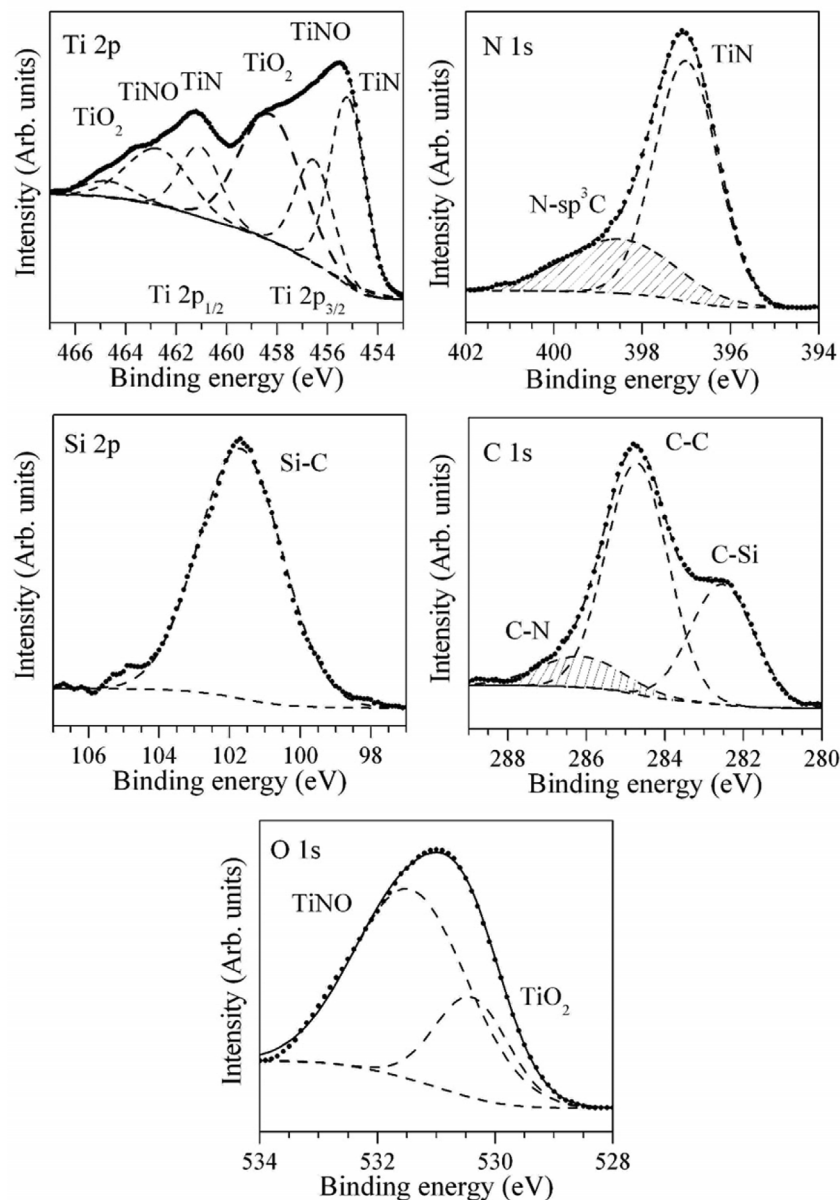 Ti 2p
TiO₂
TiNO
TiN
TiO₂
TiNO
TiN
Ti 2p₁/₂
Ti 2p₃/₂
Intensity (Arb. units)
466 464 462 460 458 456 454
Binding energy (eV)
N 1s
TiN
N-sp³C
Intensity (Arb. units)
402 400 398 396 394
Binding energy (eV)
Si 2p
Si-C
Intensity (Arb. units)
106 104 102 100 98
Binding energy (eV)
C 1s
C-C
C-Si
C-N
Intensity (Arb. units)
288 286 284 282 280
Binding energy (eV)
O 1s
TiNO
TiO₂
Intensity (Arb. units)
534 532 530 528
Binding energy (eV)